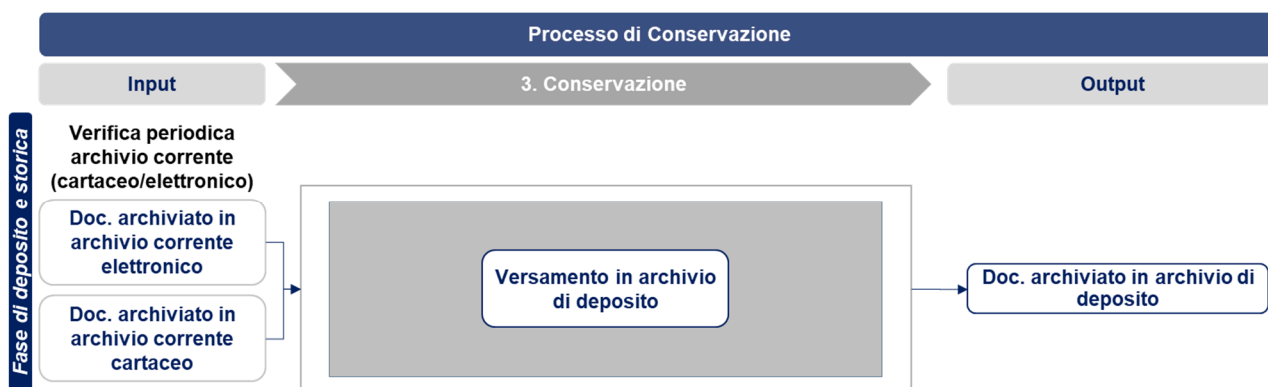 Processo di Conservazione
Input
3. Conservazione
Output
Fase di deposito e storica
Verifica periodica
archivio corrente
(cartaceo/elettronico)
Doc. archiviato in
archivio corrente
elettronico
Doc. archiviato in
archivio corrente
cartaceo
Versamento in archivio
di deposito
Doc. archiviato in archivio di
deposito